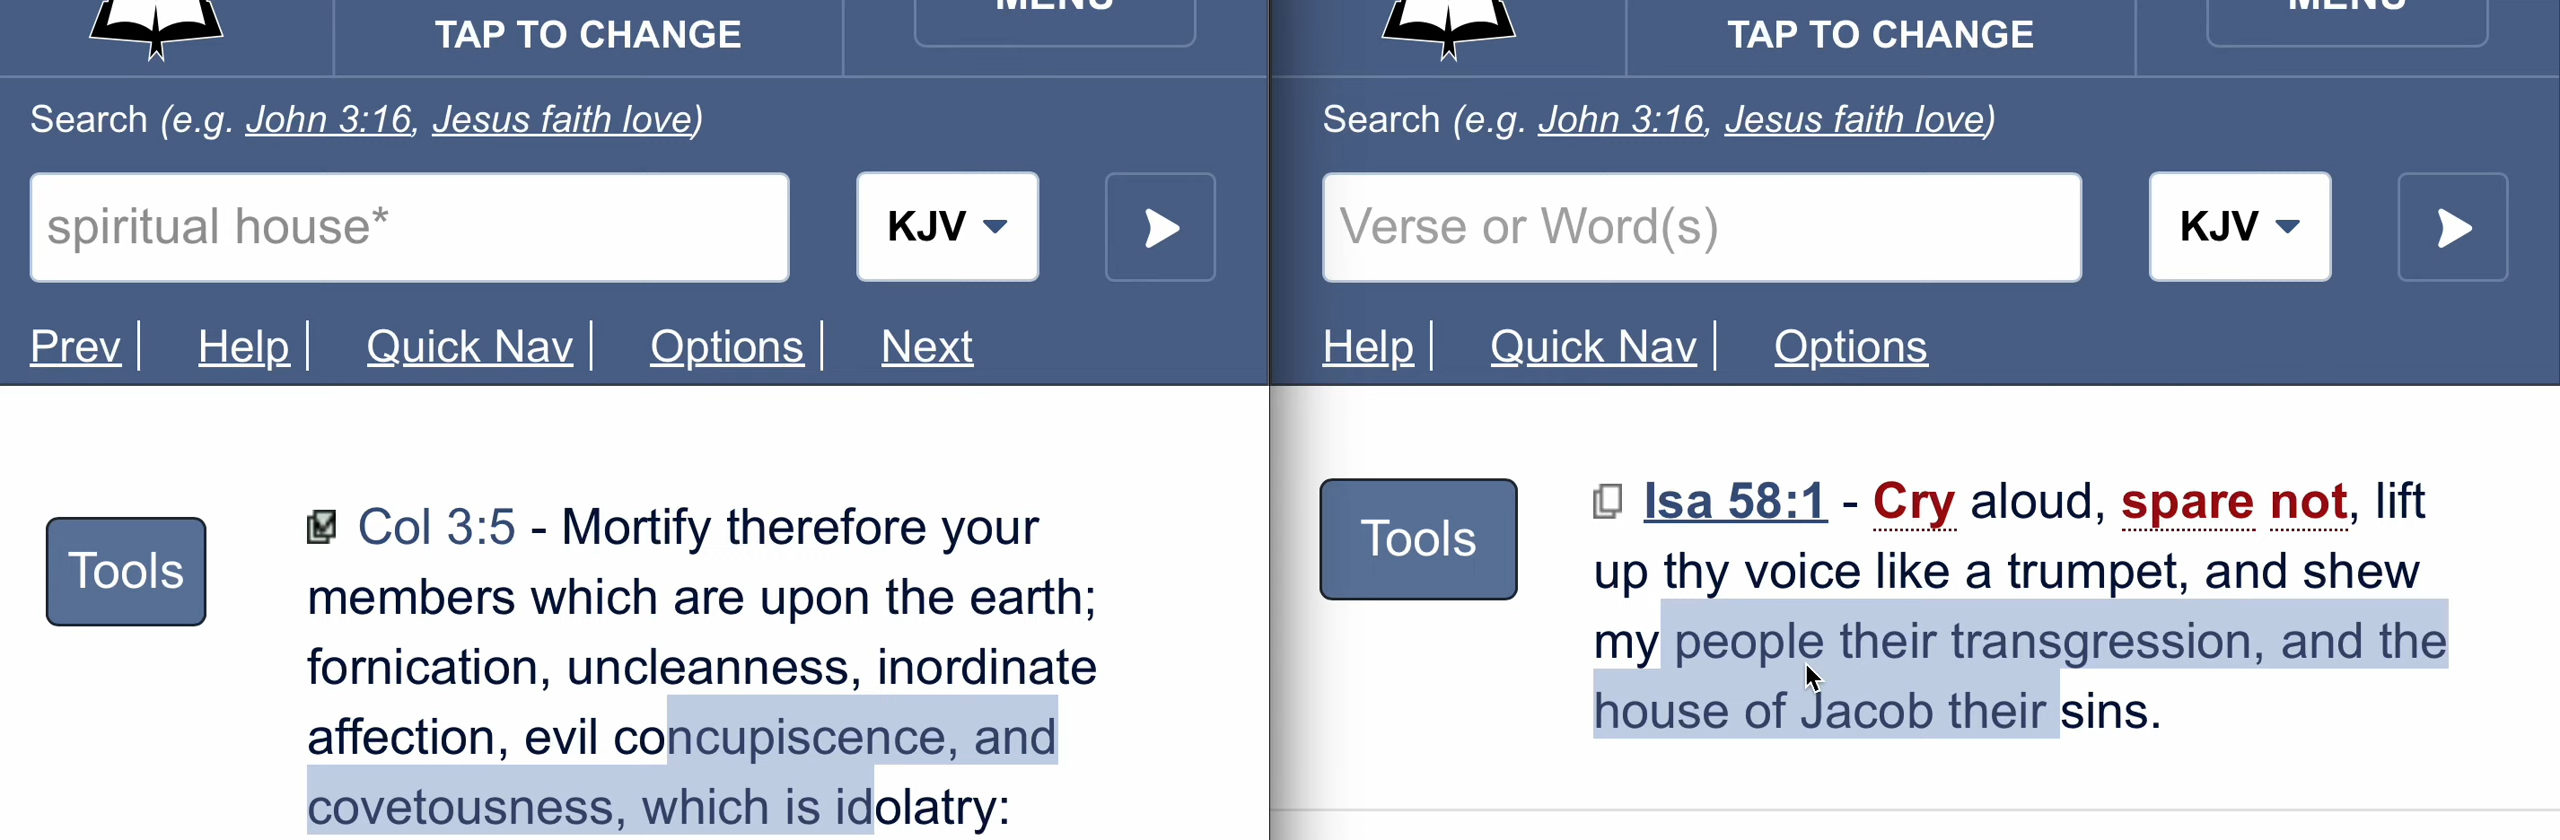 TAP TO CHANGE
MENU
Search (e.g. John 3:16, Jesus faith love)
spiritual house*
KJV
Prev
Help
Quick Nav
Options
Next
Tools
Col 3:5 - Mortify therefore your
members which are upon the earth;
fornication, uncleanness, inordinate
affection, evil concupiscence, and
covetousness, which is idolatry:
TAP TO CHANGE
MENU
Search (e.g. John 3:16, Jesus faith love)
Verse or Word(s)
KJV
Help
Quick Nav
Options
Tools
Isa 58:1 - Cry aloud, spare not, lift
up thy voice like a trumpet, and shew
my people their transgression, and the
house of Jacob their sins.